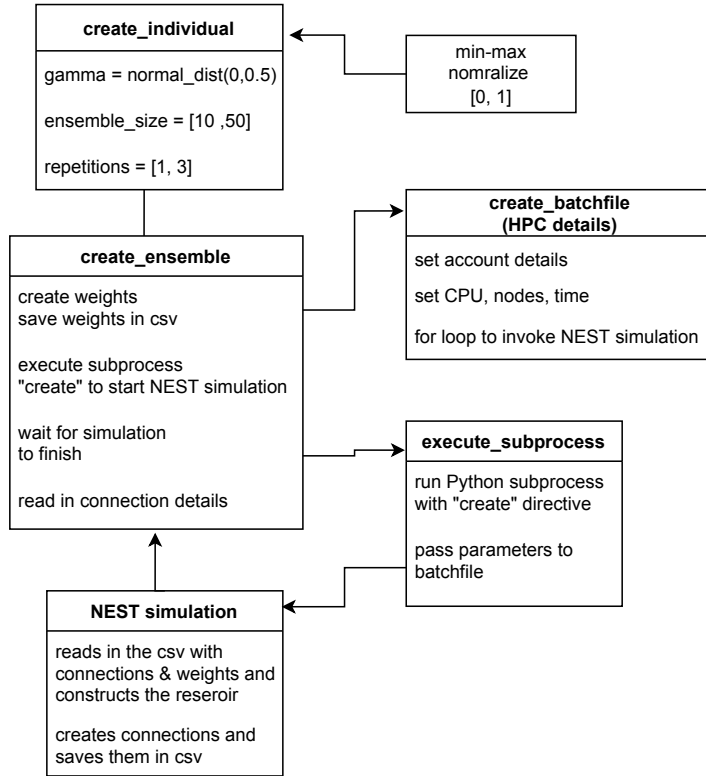 create_individual
gamma = normal_dist(0,0.5)
ensemble_size = [10 ,50]
repetitions = [1, 3]
min-max
nomralize
[0, 1]
create_batchfile
(HPC details)
set account details
set CPU, nodes, time
for loop to invoke NEST simulation
create_ensemble
create weights
save weights in csv
execute subprocess
"create" to start NEST simulation
wait for simulation
to finish
read in connection details
execute_subprocess
run Python subprocess
with "create" directive
pass parameters to
batchfile
NEST simulation
reads in the csv with
connections & weights and
constructs the reseroir
creates connections and
saves them in csv